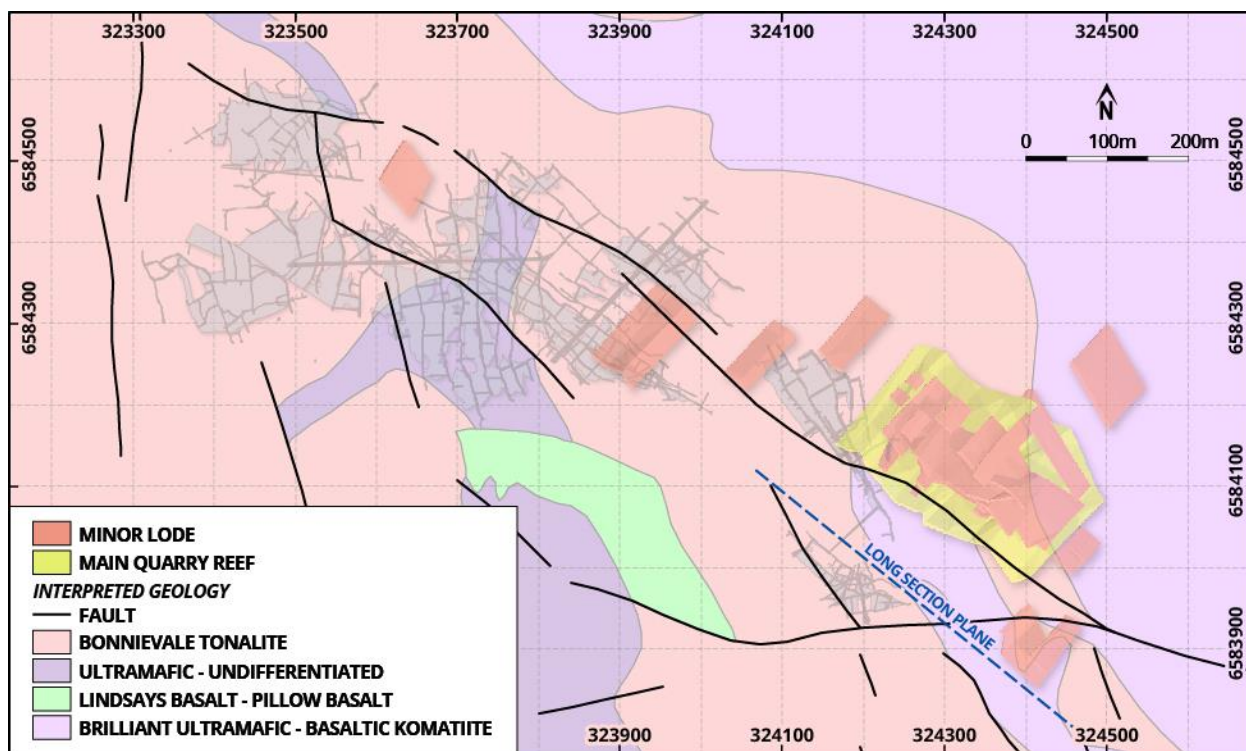 323300 323500 323700 323900 324100 324300 324500
N
0 100m 200m
6584500 6584500
6584300 6584300
6584100 6584100
LONG SECTION PLANE
6583900
MINOR LODE
MAIN QUARRY REEF
INTERPRETED GEOLOGY
FAULT
BONNIEVALE TONALITE
ULTRAMAFIC - UNDIFFERENTIATED
LINDSAYS BASALT - PILLOW BASALT
BRILLIANT ULTRAMAFIC - BASALTIC KOMATIITE
323900 324100 324300 324500